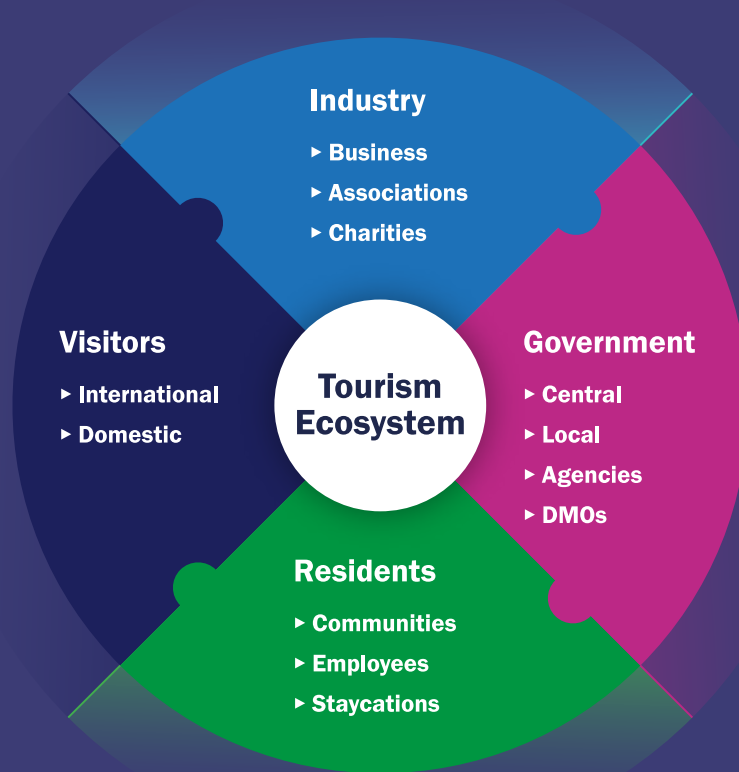 Industry
▸ Business
▸ Associations
▸ Charities
Visitors
▸ International
▸ Domestic
Tourism
Ecosystem
Government
▸ Central
▸ Local
▸ Agencies
▸ DMOs
Residents
▸ Communities
▸ Employees
▸ Staycations